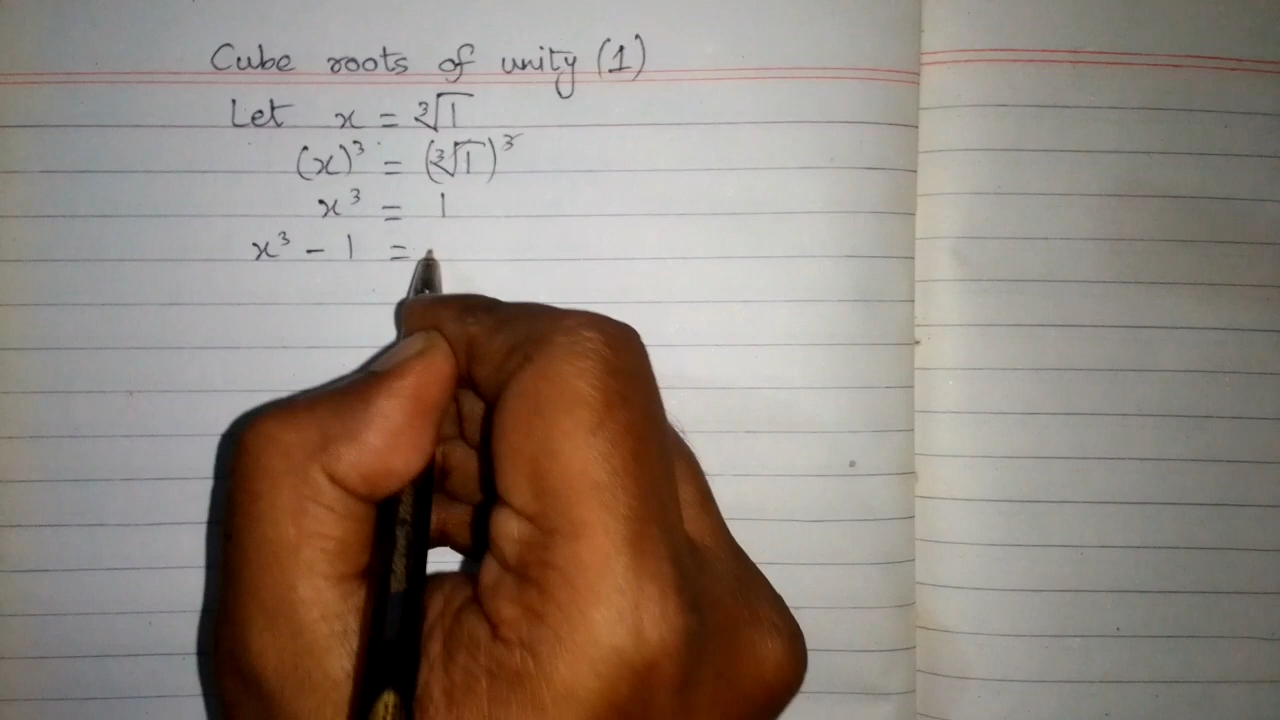 Cube roots of unity (1)
Let x = ∛1
(x)³ = (∛1)³
x³ = 1
x³ - 1 =